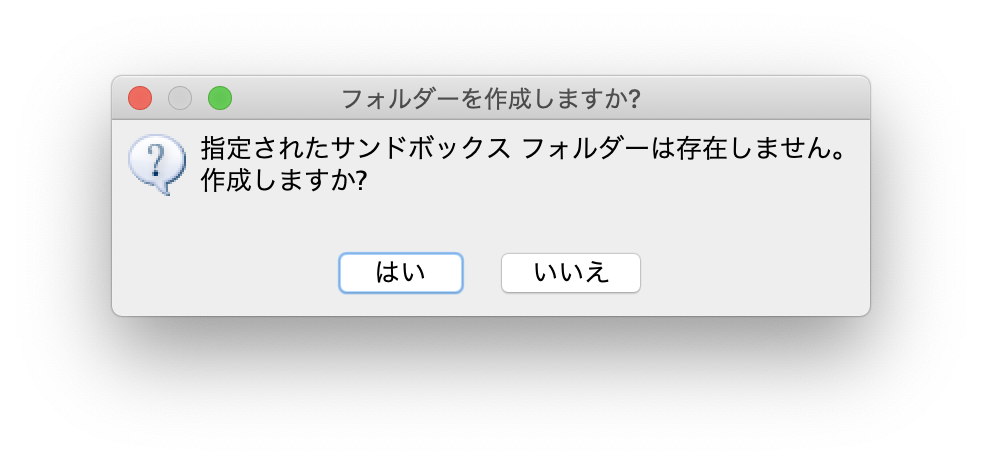 フォルダーを作成しますか?
指定されたサンドボックス フォルダーは存在しません。
作成しますか?
はい
いいえ